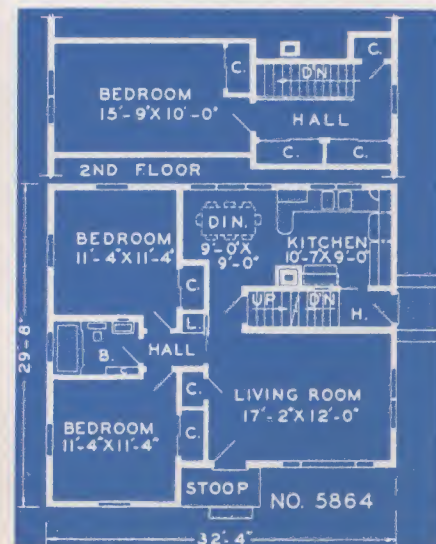 C.
C.
DN
BEDROOM
15'-9"X10'-0"
HALL
C.
C.
2ND FLOOR
DIN.
9'-0"X
9'-0"
KITCHEN
10'-7X9'-0"
BEDROOM
11'-4"X11'-4"
C.
UP
DN
H.
L.
HALL
B.
29'-8"
C.
LIVING ROOM
17'-2"X12'-0"
BEDROOM
11'-4"X11'-4"
C.
STOOP
NO. 5864
32'-4"